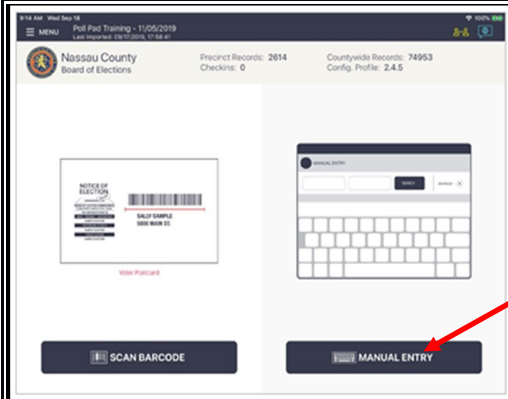 9:14 AM Wed Sep 18
100%
MENU
Poll Pad Training - 11/05/2019
Last Imported: 09/17/2019, 17:58:41
Nassau County
Board of Elections
Precinct Records: 2614
Checkins: 0
Countywide Records: 74953
Config. Profile: 2.4.5
NOTICE OF
ELECTION
SALLY SAMPLE
5800 MAIN ST.
Voter Postcard
MANUAL ENTRY
SEARCH
SCAN BARCODE
MANUAL ENTRY